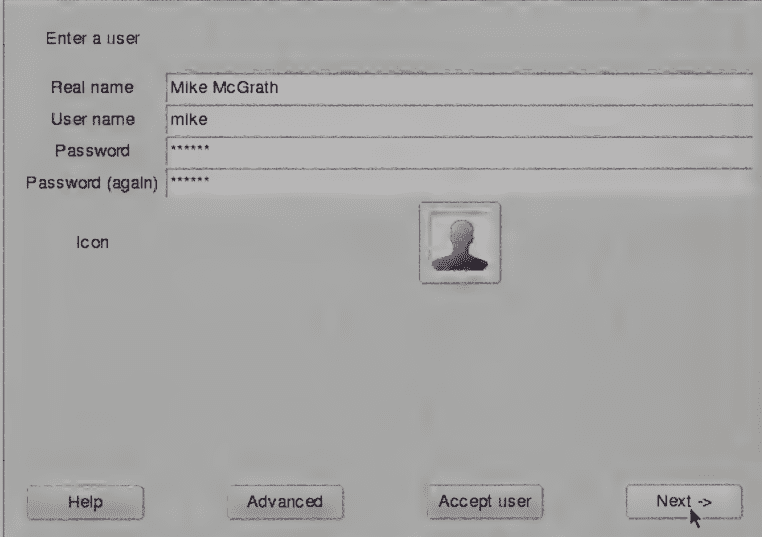 Enter a user
Real name Mike McGrath
User name mike
Password ******
Password (again) ******
Icon
Help Advanced Accept user Next ->